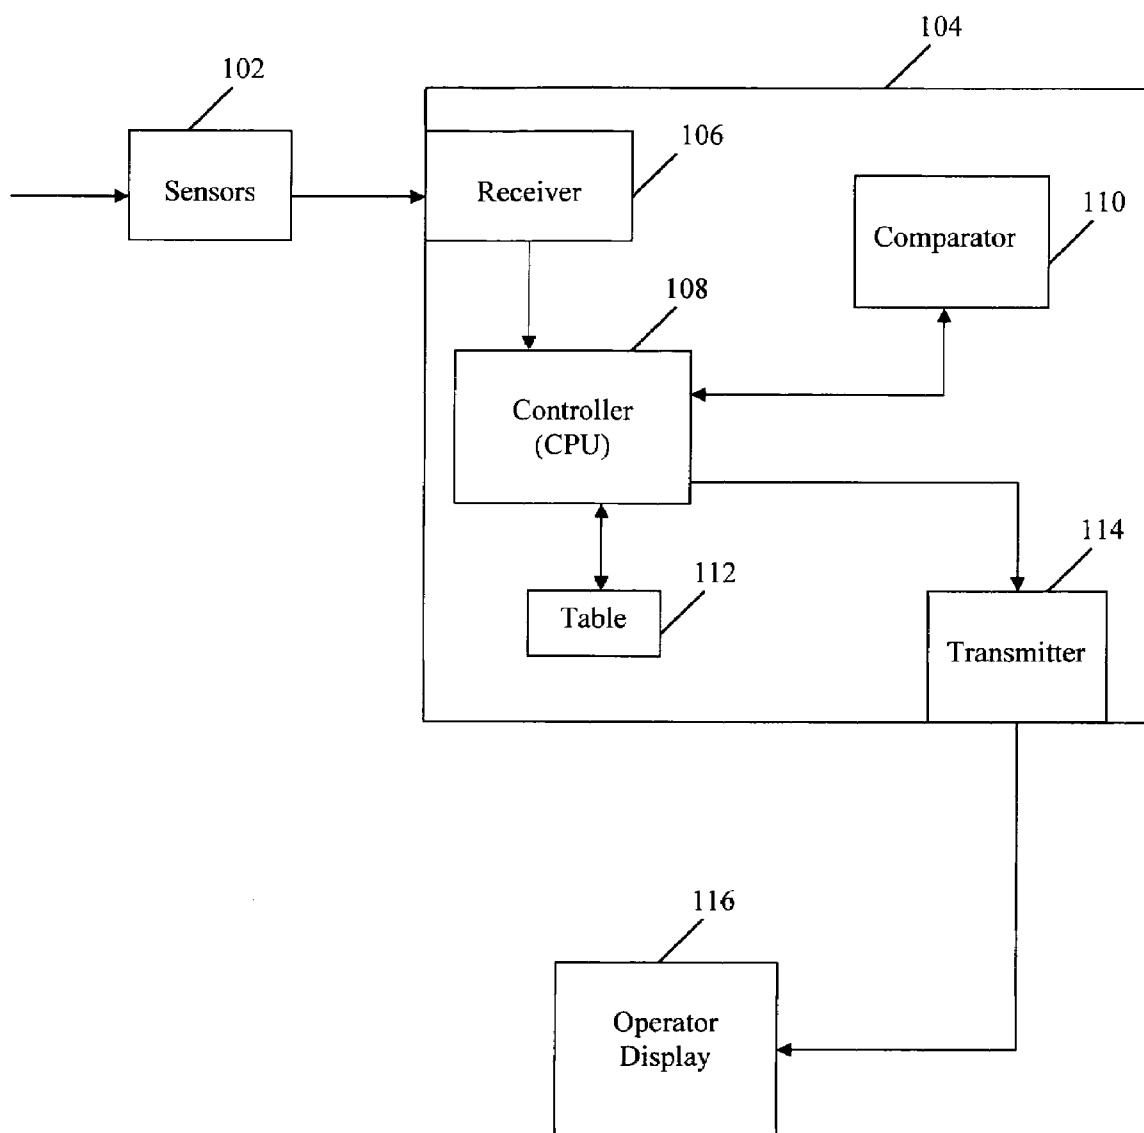 104
102
Sensors
106
Receiver
110
Comparator
108
Controller
(CPU)
114
112
Table
Transmitter
116
Operator
Display